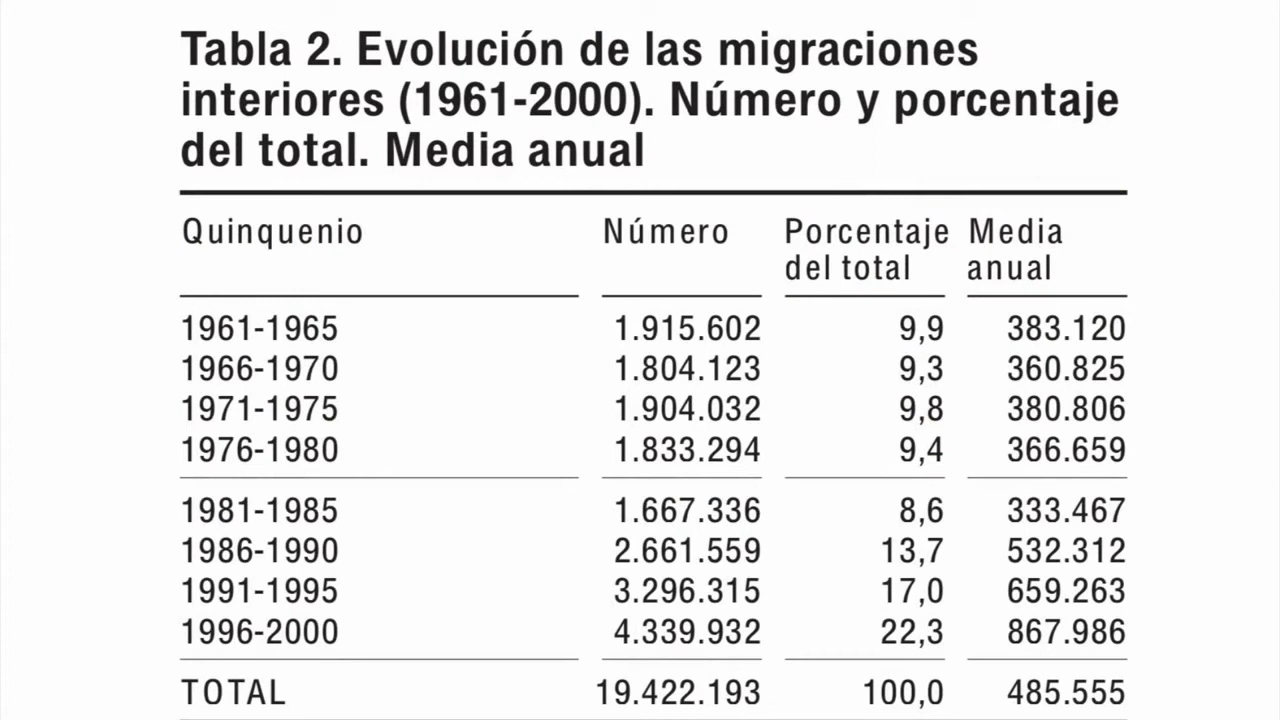 Tabla 2. Evolución de las migraciones
interiores (1961-2000). Número y porcentaje
del total. Media anual
Quinquenio Número Porcentaje del total Media anual
1961-1965 1.915.602 9,9 383.120
1966-1970 1.804.123 9,3 360.825
1971-1975 1.904.032 9,8 380.806
1976-1980 1.833.294 9,4 366.659
1981-1985 1.667.336 8,6 333.467
1986-1990 2.661.559 13,7 532.312
1991-1995 3.296.315 17,0 659.263
1996-2000 4.339.932 22,3 867.986
TOTAL 19.422.193 100,0 485.555